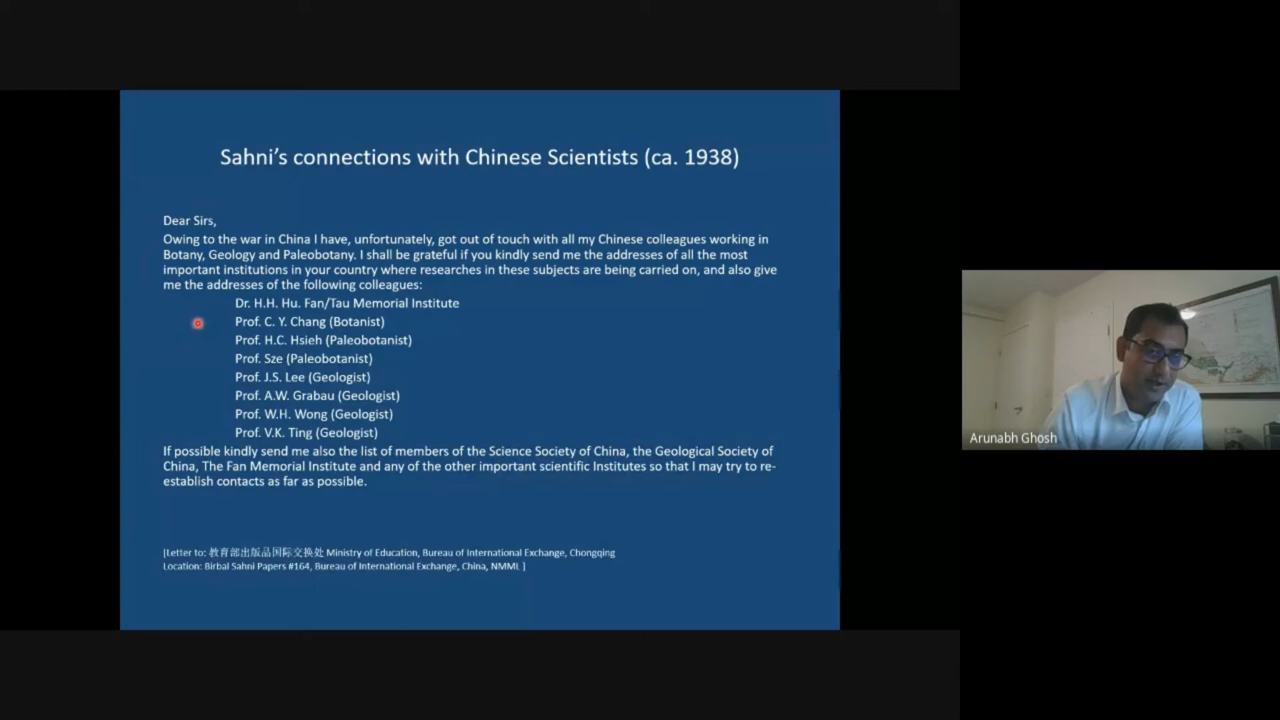 Sahni's connections with Chinese Scientists (ca. 1938)
Dear Sirs,
Owing to the war in China I have, unfortunately, got out of touch with all my Chinese colleagues working in
Botany, Geology and Paleobotany. I shall be grateful if you kindly send me the addresses of all the most
important institutions in your country where researches in these subjects are being carried on, and also give
me the addresses of the following colleagues:
Dr. H.H. Hu. Fan/Tau Memorial Institute
Prof. C. Y. Chang (Botanist)
Prof. H.C. Hsieh (Paleobotanist)
Prof. Sze (Paleobotanist)
Prof. J.S. Lee (Geologist)
Prof. A.W. Grabau (Geologist)
Prof. W.H. Wong (Geologist)
Prof. V.K. Ting (Geologist)
If possible kindly send me also the list of members of the Science Society of China, the Geological Society of
China, The Fan Memorial Institute and any of the other important scientific Institutes so that I may try to re-
establish contacts as far as possible.
[Letter to: 教育部出版品国际交换处 Ministry of Education, Bureau of International Exchange, Chongqing
Location: Birbal Sahni Papers #164, Bureau of International Exchange, China, NMML ]
Arunabh Ghosh